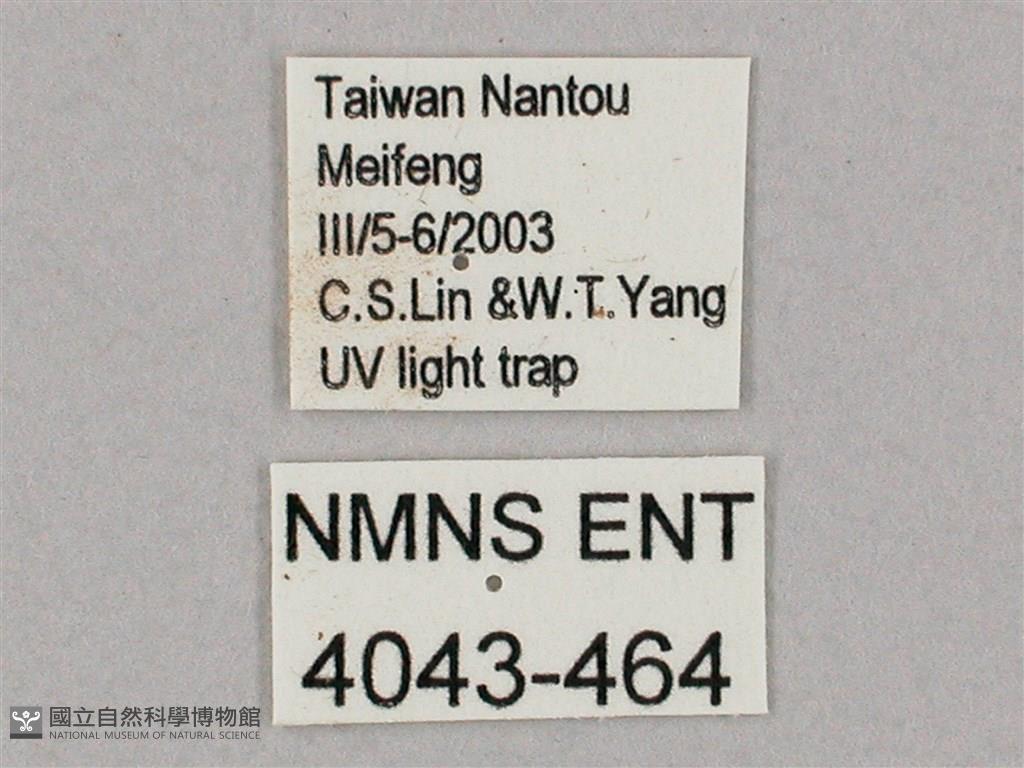 Taiwan Nantou
Meifeng
III/5-6/2003
C.S.Lin &W.T.Yang
UV light trap
NMNS ENT
4043-464
國立自然科學博物館
NATIONAL MUSEUM OF NATURAL SCIENCE